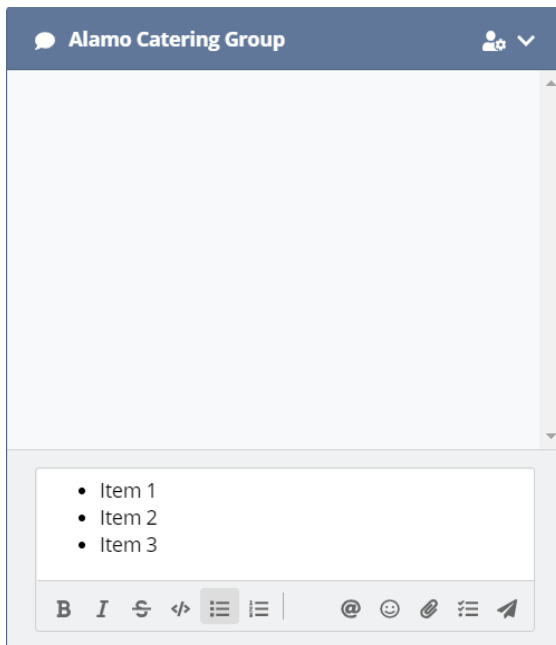 Alamo Catering Group
• Item 1
• Item 2
• Item 3
B I S </> @